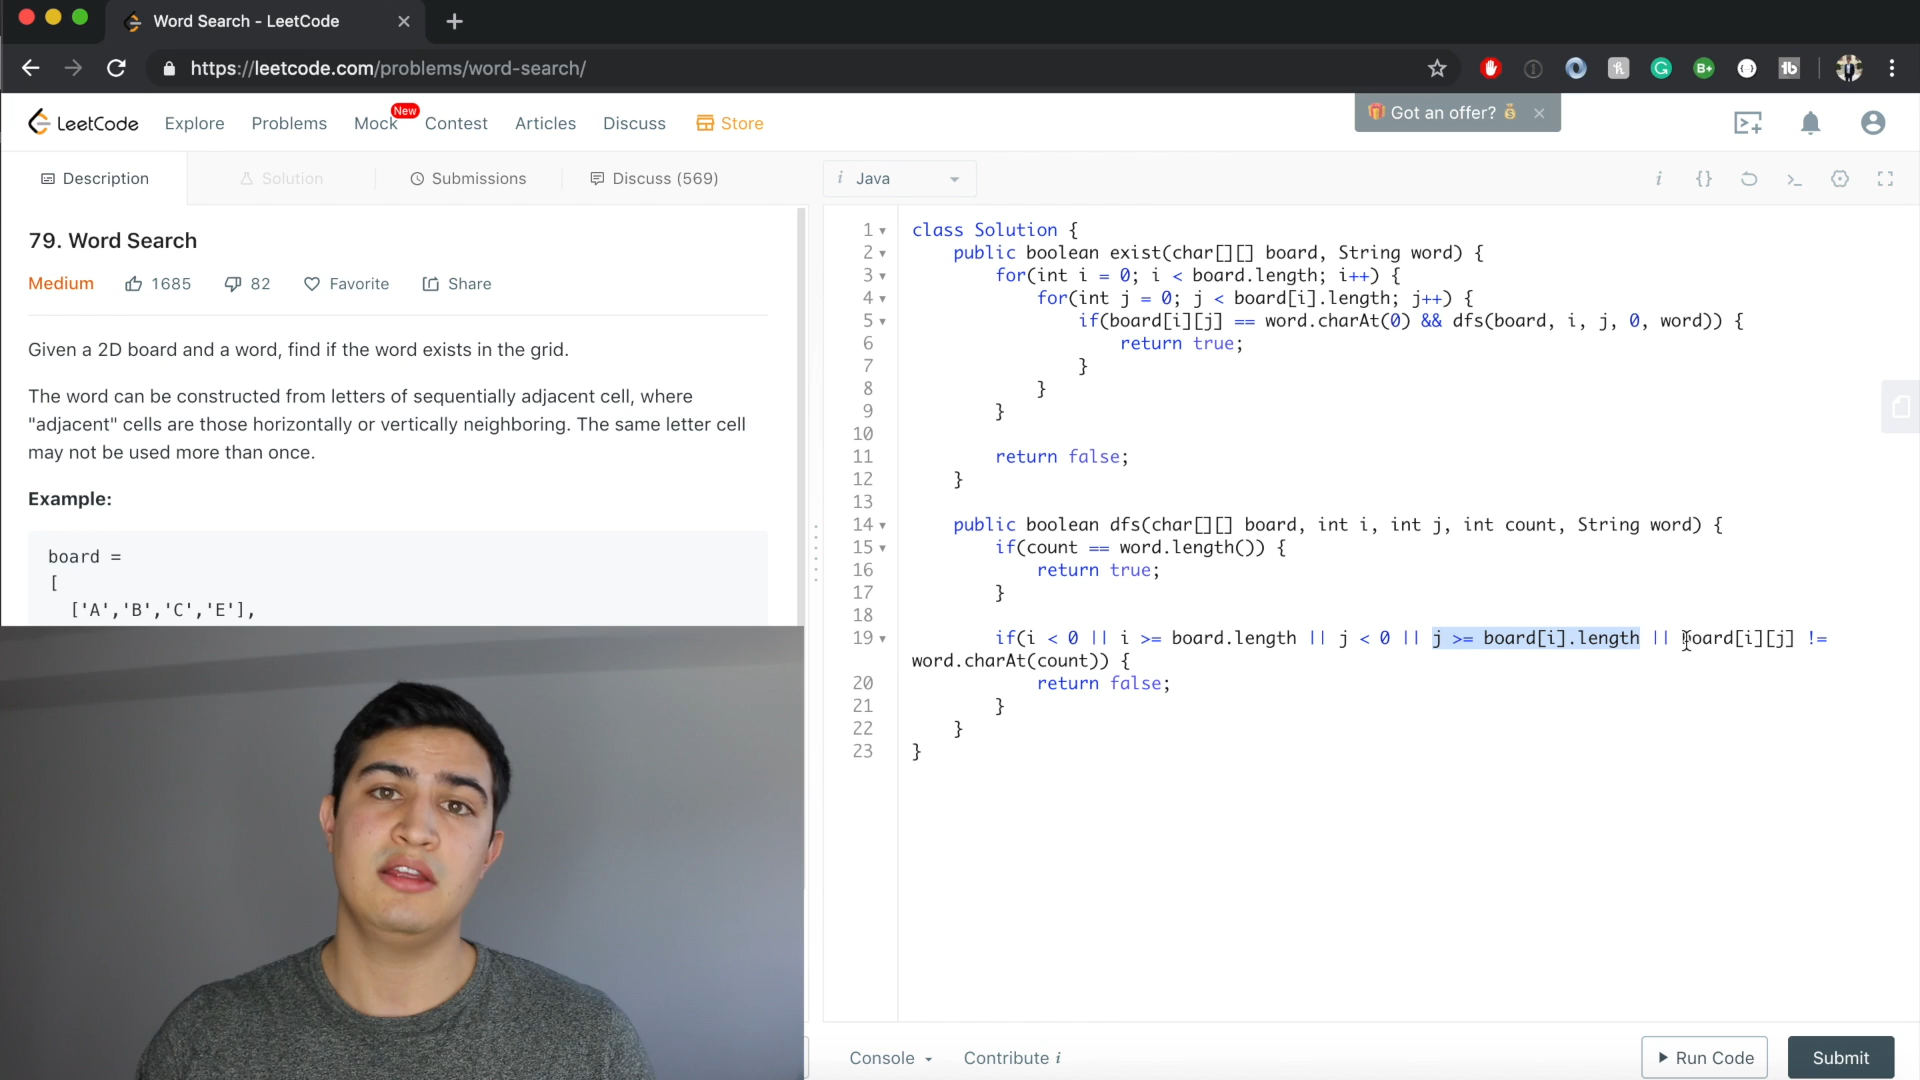 Word Search - LeetCode
https://leetcode.com/problems/word-search/
LeetCode Explore Problems Mock New Contest Articles Discuss Store
Got an offer?
Description Solution Submissions Discuss (569)
79. Word Search
Medium 1685 82 Favorite Share
Given a 2D board and a word, find if the word exists in the grid.
The word can be constructed from letters of sequentially adjacent cell, where
"adjacent" cells are those horizontally or vertically neighboring. The same letter cell
may not be used more than once.
Example:
board =
[
['A','B','C','E'],
i Java
1 class Solution {
2 public boolean exist(char[][] board, String word) {
3 for(int i = 0; i < board.length; i++) {
4 for(int j = 0; j < board[i].length; j++) {
5 if(board[i][j] == word.charAt(0) && dfs(board, i, j, 0, word)) {
6 return true;
7 }
8 }
9 }
10
11 return false;
12 }
13
14 public boolean dfs(char[][] board, int i, int j, int count, String word) {
15 if(count == word.length()) {
16 return true;
17 }
18
19 if(i < 0 || i >= board.length || j < 0 || j >= board[i].length || board[i][j] !=
word.charAt(count)) {
20 return false;
21 }
22 }
23 }
Console Contribute i
Run Code Submit